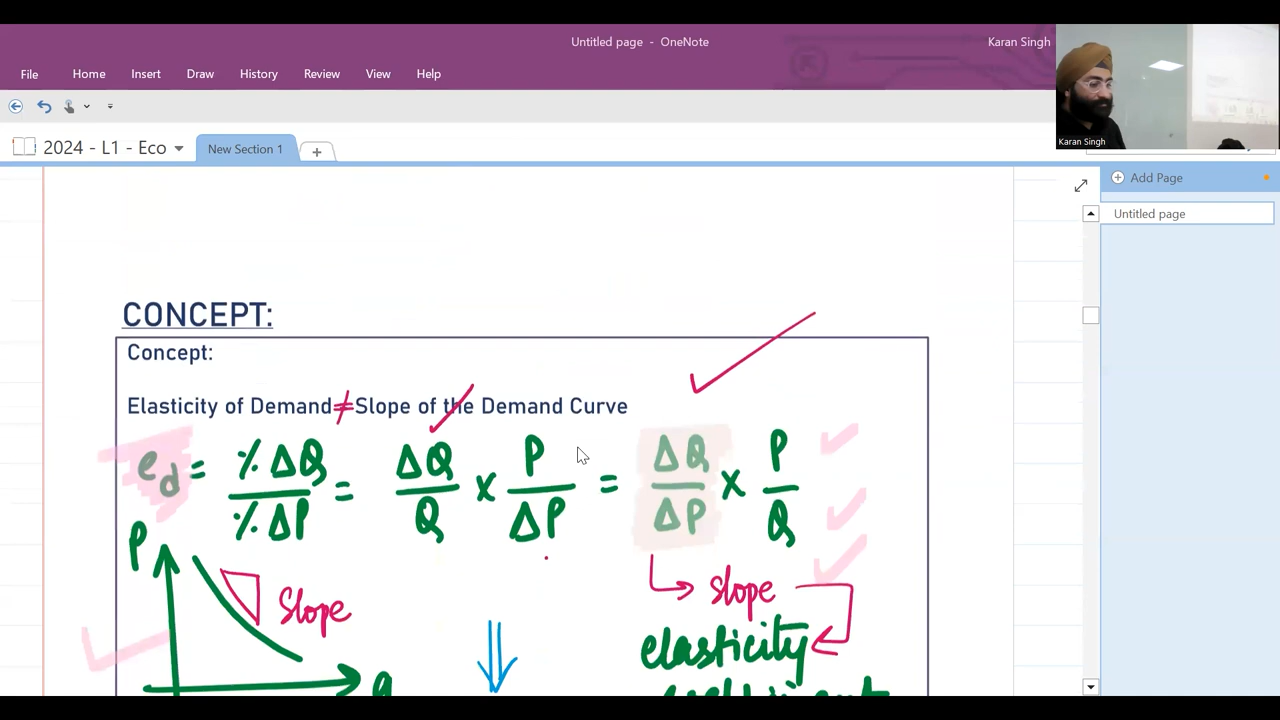 Untitled page - OneNote
Karan Singh
File Home Insert Draw History Review View Help
Karan Singh
2024 - L1 - Eco
New Section 1
Add Page
Untitled page
CONCEPT:
Concept:
Elasticity of Demand ≠ Slope of the Demand Curve
ed = % ΔQ / % ΔP = ΔQ / Q x P / ΔP = ΔQ / ΔP x P / Q
P
Slope
slope
elasticity
coefficient
Q